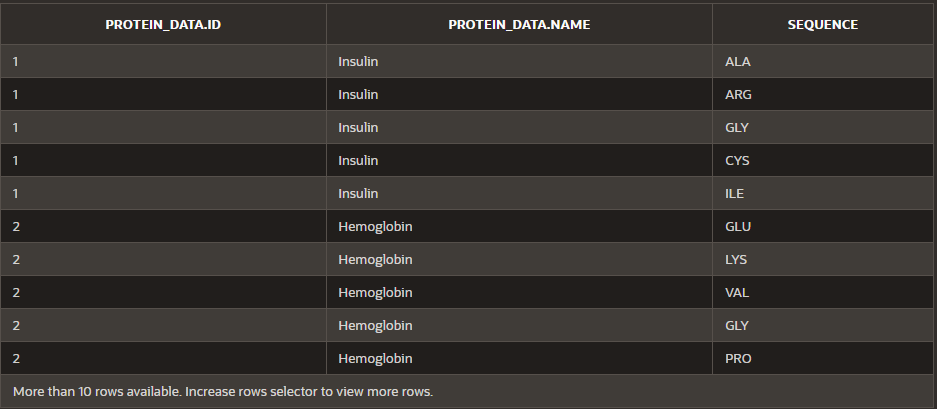 PROTEIN_DATA.ID PROTEIN_DATA.NAME SEQUENCE
1 Insulin ALA
1 Insulin ARG
1 Insulin GLY
1 Insulin CYS
1 Insulin ILE
2 Hemoglobin GLU
2 Hemoglobin LYS
2 Hemoglobin VAL
2 Hemoglobin GLY
2 Hemoglobin PRO
More than 10 rows available. Increase rows selector to view more rows.